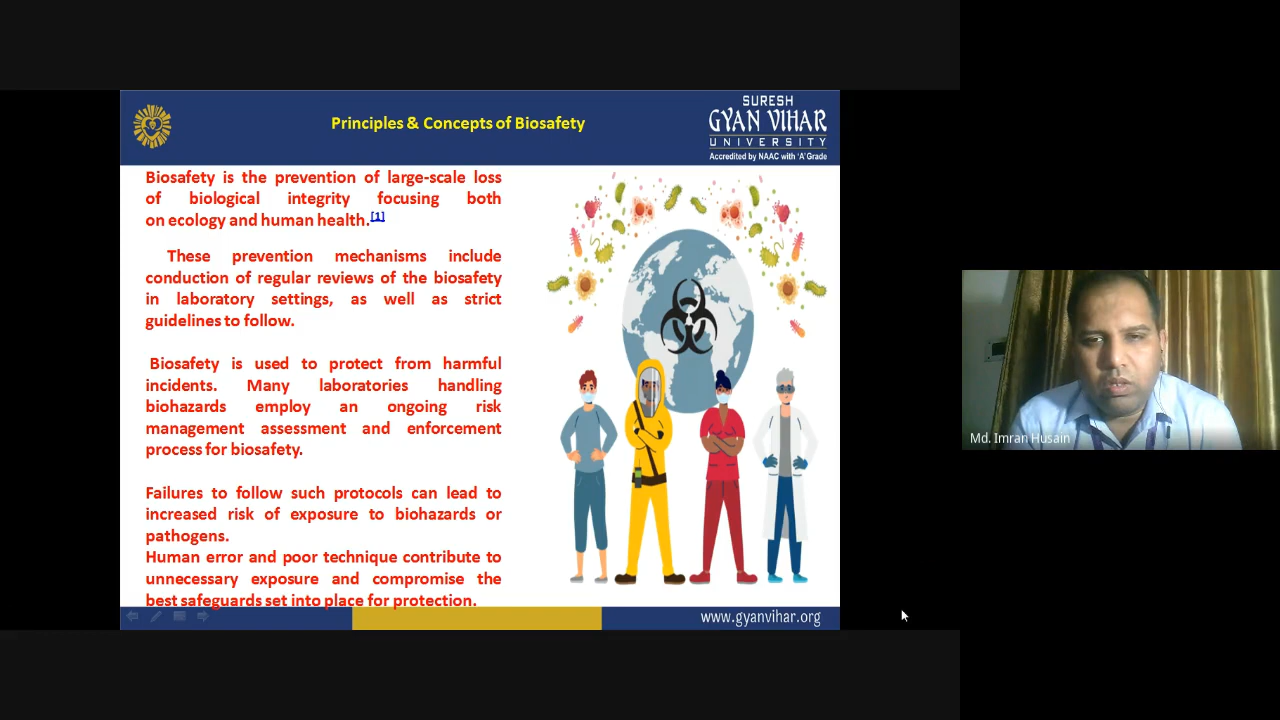 Principles & Concepts of Biosafety
SURESH
GYAN VIHAR
UNIVERSITY
Accredited by NAAC with 'A' Grade
Biosafety is the prevention of large-scale loss
of biological integrity focusing both
on ecology and human health.[1]
These prevention mechanisms include
conduction of regular reviews of the biosafety
in laboratory settings, as well as strict
guidelines to follow.
Biosafety is used to protect from harmful
incidents. Many laboratories handling
biohazards employ an ongoing risk
management assessment and enforcement
process for biosafety.
Failures to follow such protocols can lead to
increased risk of exposure to biohazards or
pathogens.
Human error and poor technique contribute to
unnecessary exposure and compromise the
best safeguards set into place for protection.
www.gyanvihar.org
Md. Imran Husain